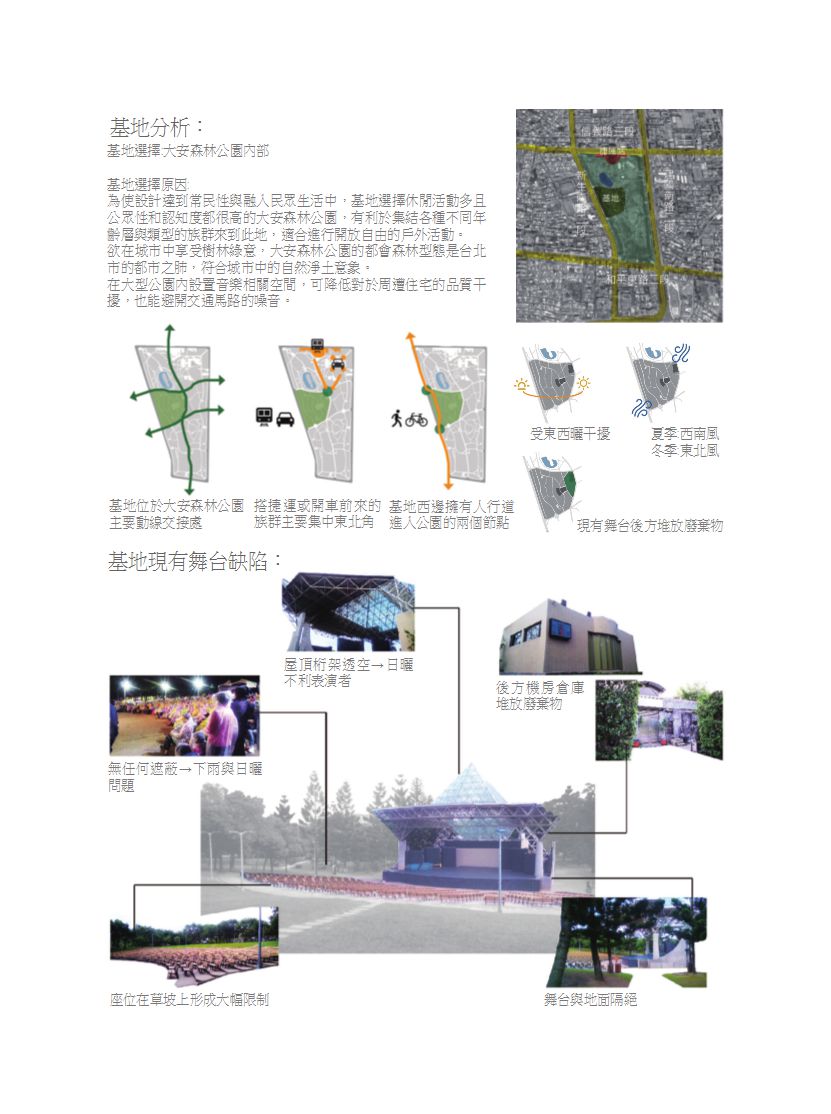 基地分析：
基地選擇:大安森林公園內部
基地選擇原因:
為使設計達到常民性與融入民眾生活中，基地選擇休閒活動多且
公眾性和認知度都很高的大安森林公園，有利於集結各種不同年
齡層與類型的族群來到此地，適合進行開放自由的戶外活動。
欲在城市中享受樹林綠意，大安森林公園的都會森林型態是台北
市的都市之肺，符合城市中的自然淨土意象。
在大型公園內設置音樂相關空間，可降低對於周遭住宅的品質干
擾，也能避開交通馬路的噪音。
信義路三段
捷運站
基地
和平東路二段
基地位於大安森林公園
主要動線交接處
搭捷運或開車前來的
族群主要集中東北角
基地西邊擁有人行道
進入公園的兩個節點
受東西曬干擾
夏季:西南風
冬季:東北風
現有舞台後方堆放廢棄物
基地現有舞台缺陷：
屋頂桁架透空→日曬
不利表演者
後方機房倉庫
堆放廢棄物
無任何遮蔽→下雨與日曬
問題
座位在草坡上形成大幅限制
舞台與地面隔絕